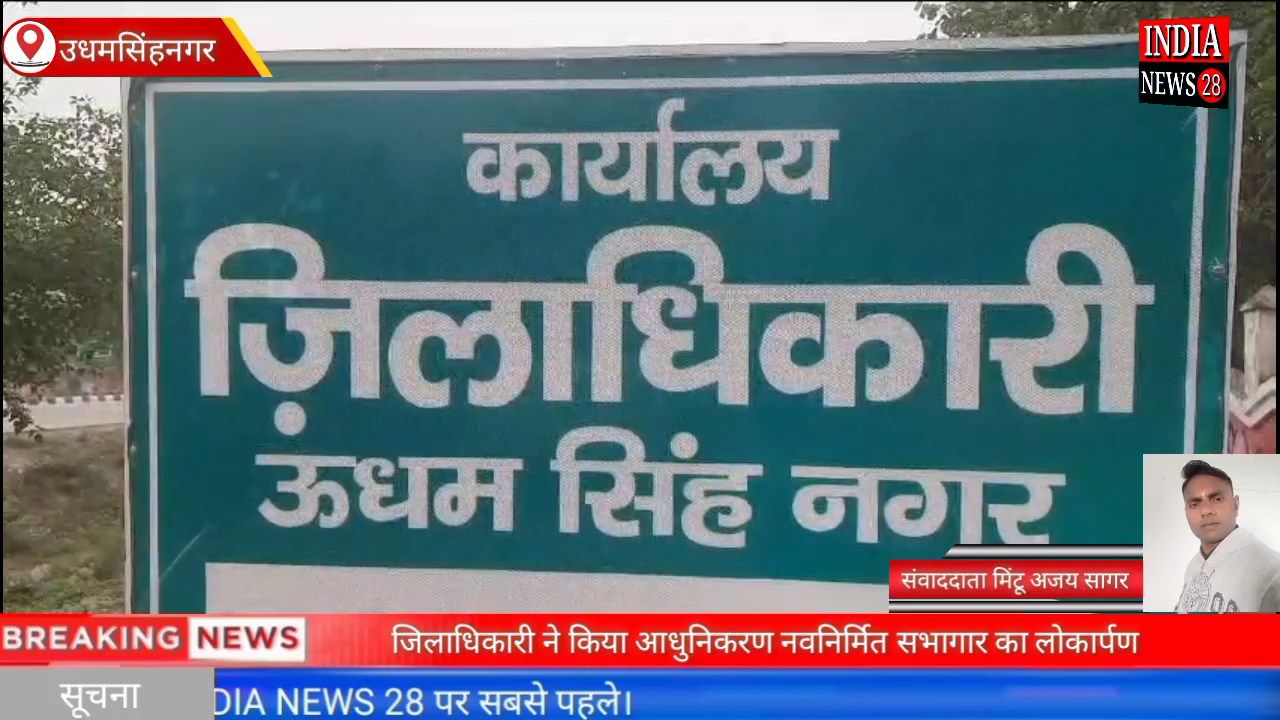 उधमसिंहनगर
INDIA
NEWS 28
कार्यालय
ज़िलाधिकारी
ऊधम सिंह नगर
संवाददाता मिंटू अजय सागर
BREAKING NEWS
जिलाधिकारी ने किया आधुनिकरण नवनिर्मित सभागार का लोकार्पण
सूचना
DIA NEWS 28 पर सबसे पहले।